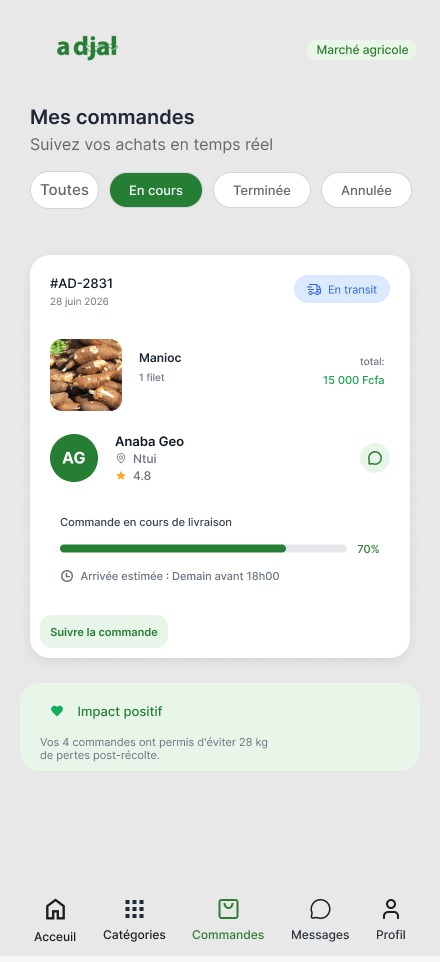 adjal
Marché agricole
Mes commandes
Suivez vos achats en temps réel
Toutes
En cours
Terminée
Annulée
#AD-2831
En transit
28 juin 2026
Manioc
1 filet
total:
15 000 Fcfa
AG
Anaba Geo
Ntui
4.8
Commande en cours de livraison
70%
Arrivée estimée : Demain avant 18h00
Suivre la commande
Impact positif
Vos 4 commandes ont permis d'éviter 28 kg
de pertes post-récolte.
Acceuil
Catégories
Commandes
Messages
Profil